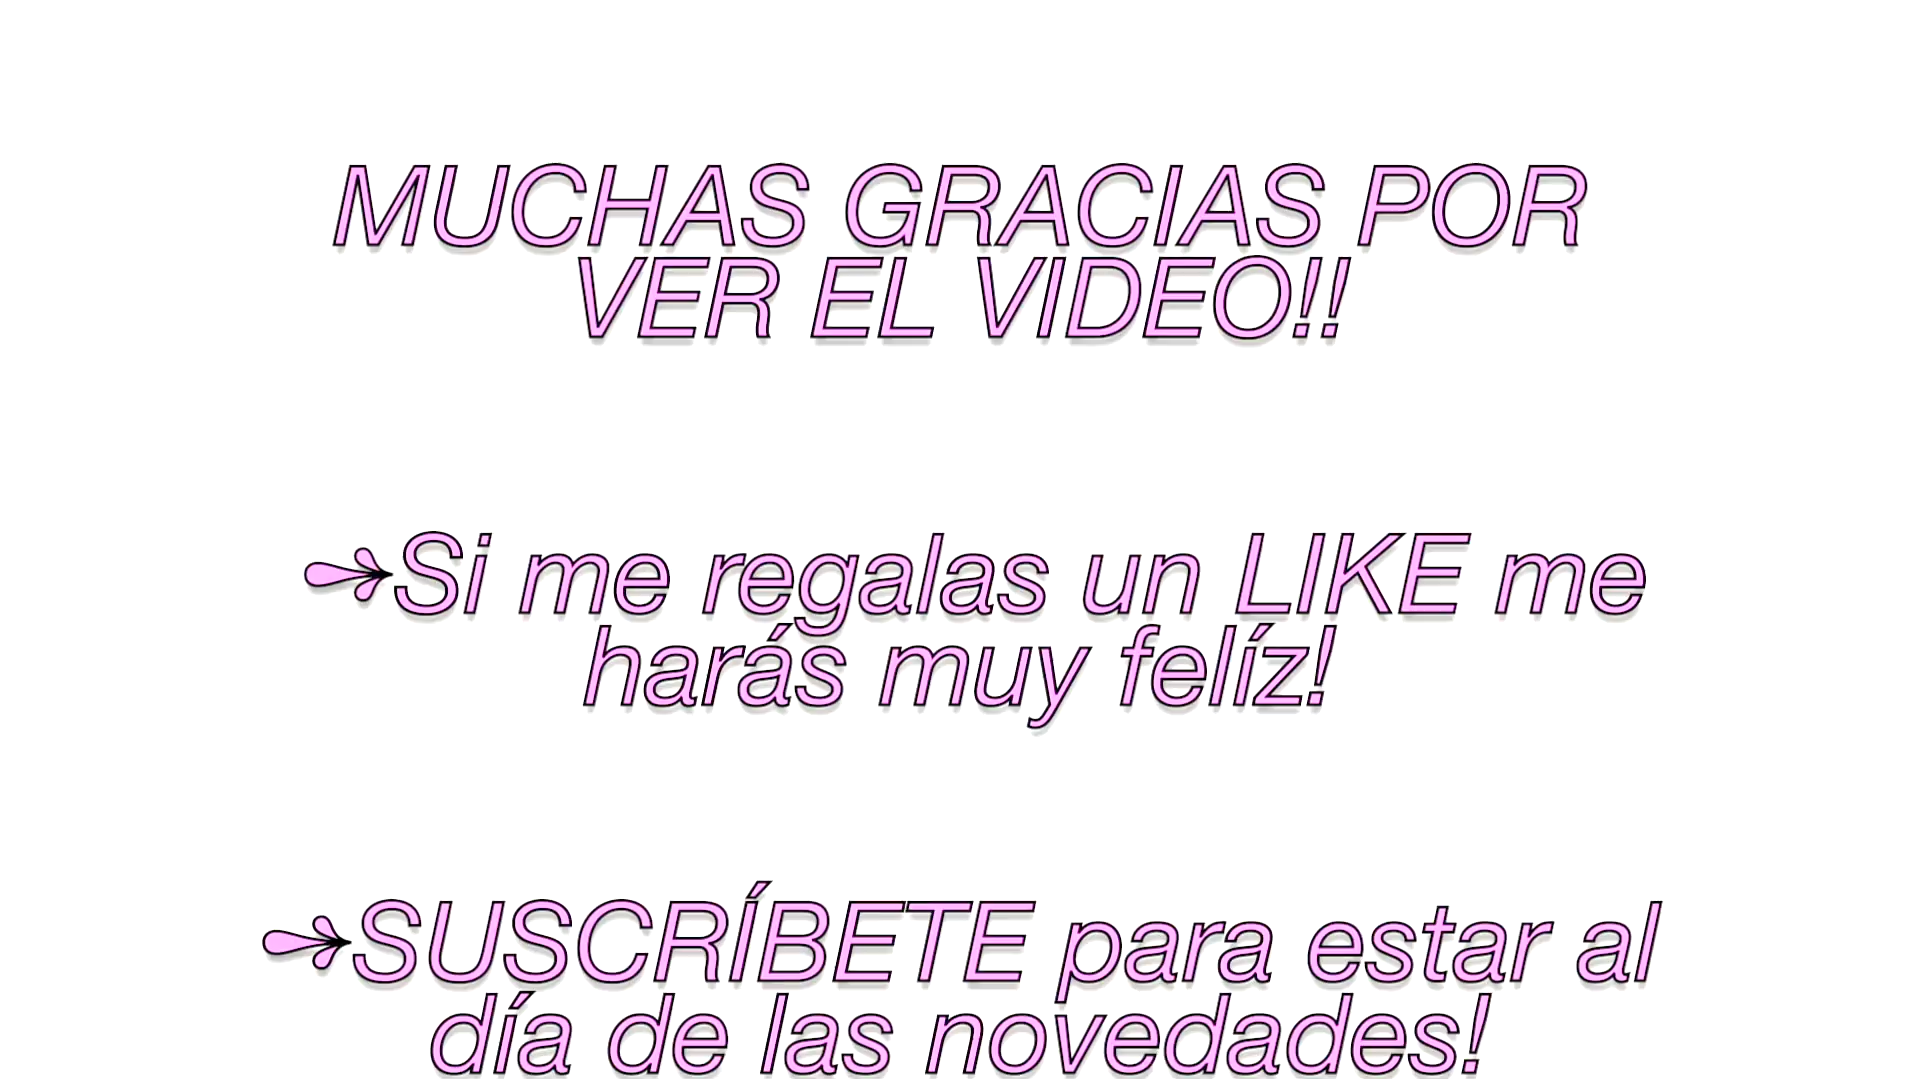 MUCHAS GRACIAS POR
VER EL VIDEO!!
➛Si me regalas un LIKE me
harás muy felíz!
➛SUSCRÍBETE para estar al
día de las novedades!